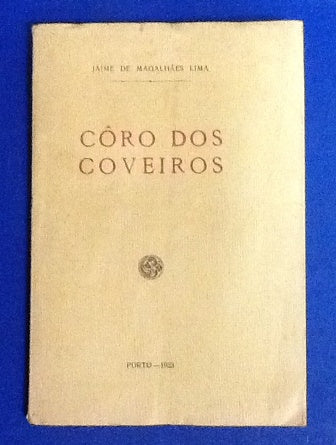 JAIME DE MAGALHÃES LIMA
CÔRO DOS
COVEIROS
PORTO—1923